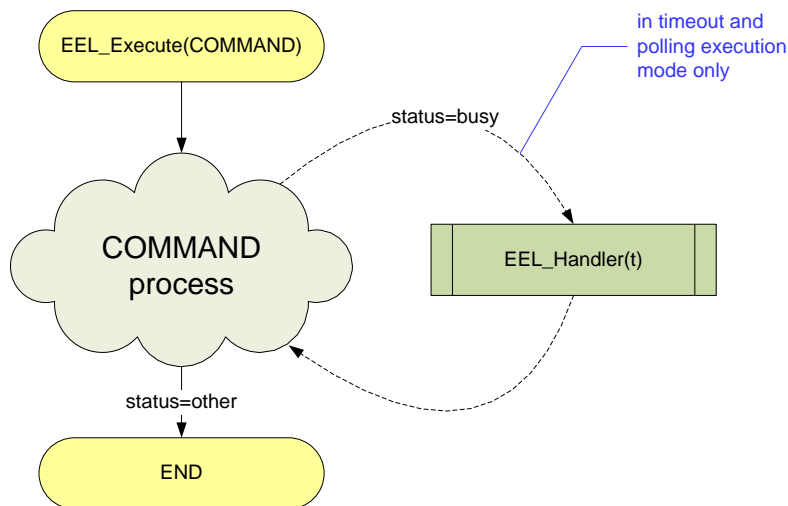 EEL_Execute(COMMAND)
in timeout and
polling execution
mode only
status=busy
COMMAND
process
EEL_Handler(t)
status=other
END